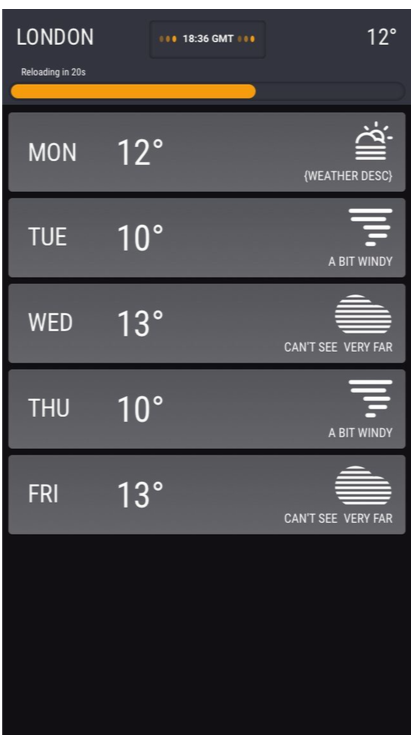 LONDON
18:36 GMT
12°
Reloading in 20s
MON 12°
{WEATHER DESC}
TUE 10°
A BIT WINDY
WED 13°
CAN'T SEE  VERY FAR
THU 10°
A BIT WINDY
FRI 13°
CAN'T SEE  VERY FAR